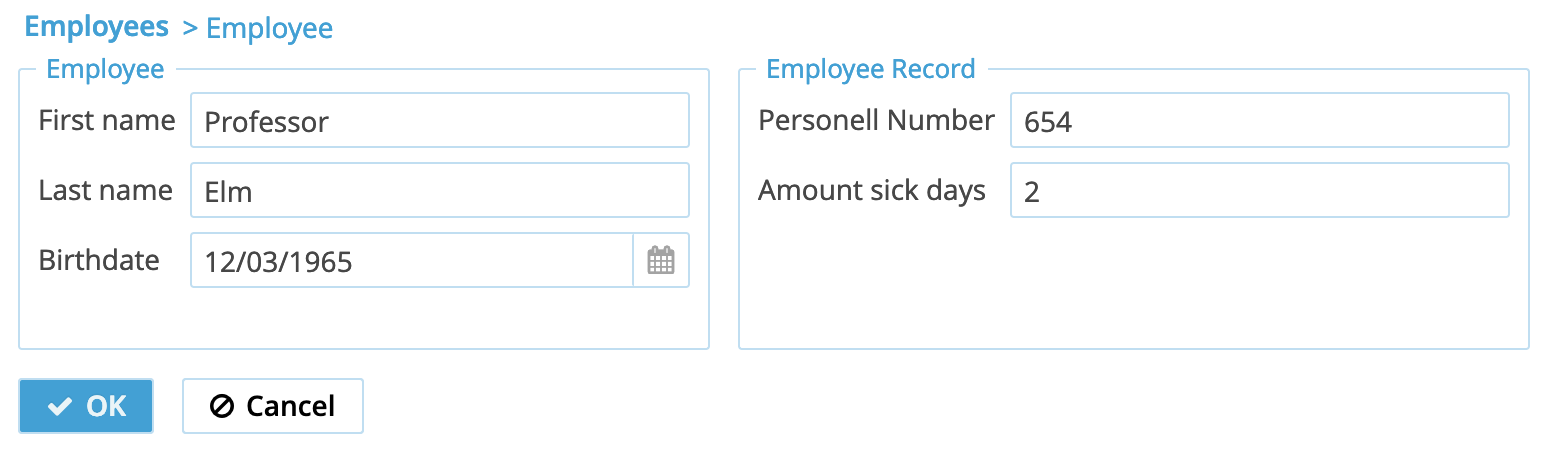 Employees > Employee
Employee
First name Professor
Last name Elm
Birthdate 12/03/1965
Employee Record
Personell Number 654
Amount sick days 2
OK Cancel